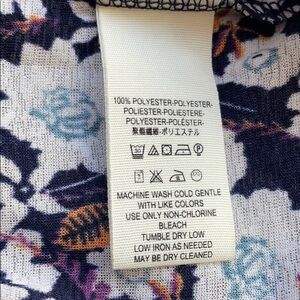 100% POLYESTER-POLYESTER-
POLIESTER-POLIESTERE-
POLYESTER-POLIÉSTER-
聚酯纖維-ポリエステル
MACHINE WASH COLD GENTLE
WITH LIKE COLORS
USE ONLY NON-CHLORINE
BLEACH
TUMBLE DRY LOW
LOW IRON AS NEEDED
MAY BE DRY CLEANED